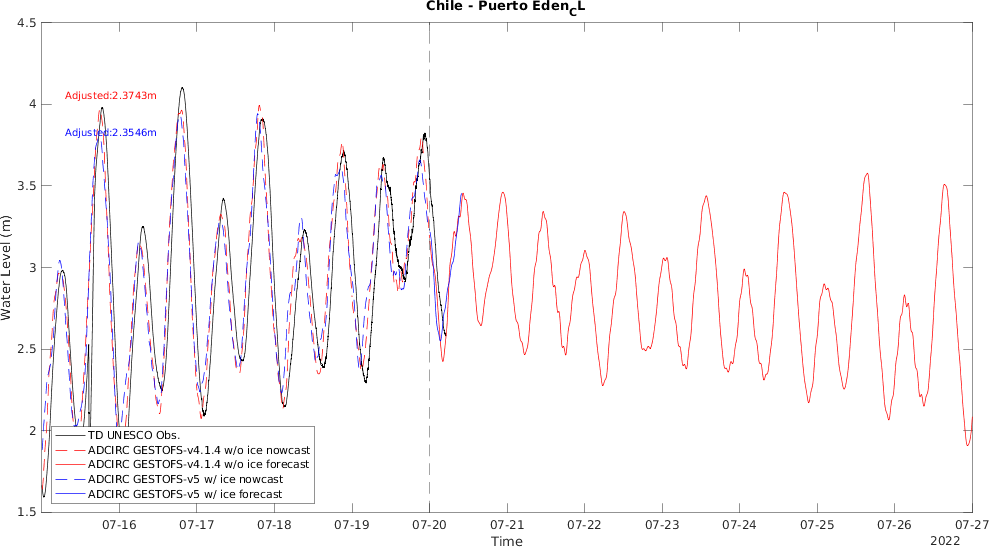 Chile - Puerto Eden_CL
4.5
4
3.5
3
2.5
2
1.5
Water Level (m)
Adjusted:2.3743m
Adjusted:2.3546m
TD UNESCO Obs.
ADCIRC GESTOFS-v4.1.4 w/o ice nowcast
ADCIRC GESTOFS-v4.1.4 w/o ice forecast
ADCIRC GESTOFS-v5 w/ ice nowcast
ADCIRC GESTOFS-v5 w/ ice forecast
07-16 07-17 07-18 07-19 07-20 07-21 07-22 07-23 07-24 07-25 07-26 07-27
Time
2022